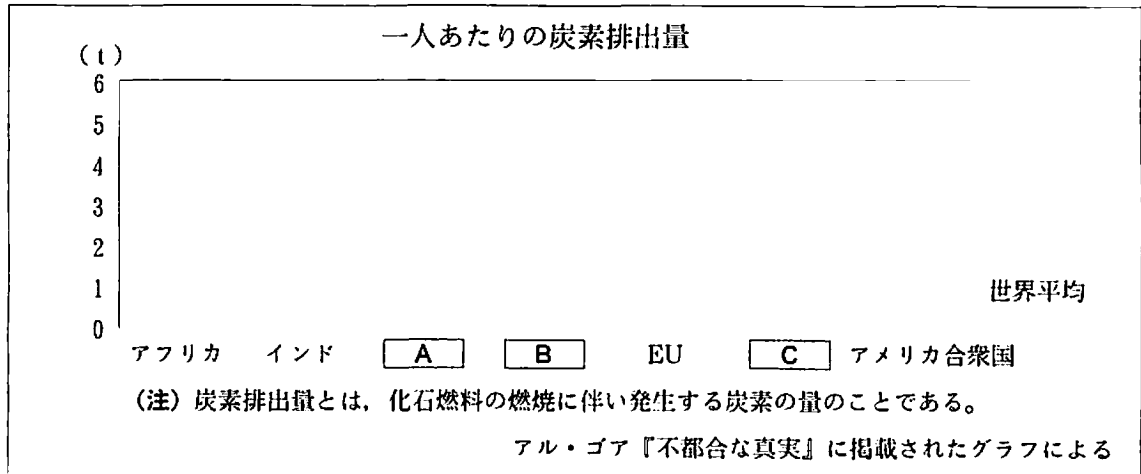 一人あたりの炭素排出量
(t)
6
5
4
3
2
1
0
世界平均
アフリカ インド A B EU C アメリカ合衆国
(注) 炭素排出量とは，化石燃料の燃焼に伴い発生する炭素の量のことである。
アル・ゴア『不都合な真実』に掲載されたグラフによる